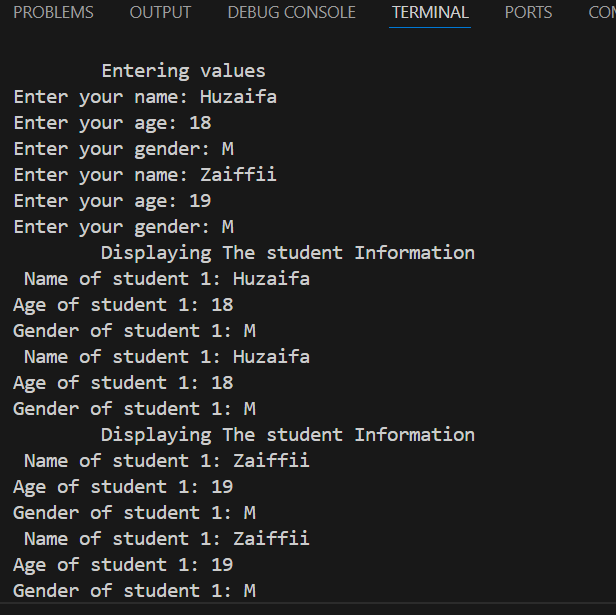 PROBLEMS OUTPUT DEBUG CONSOLE TERMINAL PORTS CO
Entering values
Enter your name: Huzaifa
Enter your age: 18
Enter your gender: M
Enter your name: Zaiffii
Enter your age: 19
Enter your gender: M
Displaying The student Information
Name of student 1: Huzaifa
Age of student 1: 18
Gender of student 1: M
Name of student 1: Huzaifa
Age of student 1: 18
Gender of student 1: M
Displaying The student Information
Name of student 1: Zaiffii
Age of student 1: 19
Gender of student 1: M
Name of student 1: Zaiffii
Age of student 1: 19
Gender of student 1: M